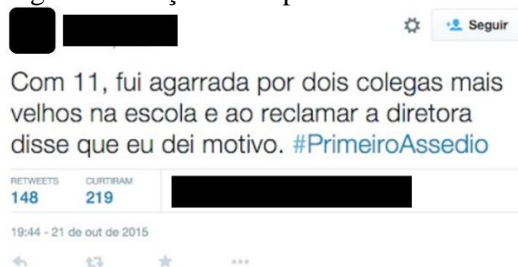 Seguir
Com 11, fui agarrada por dois colegas mais
velhos na escola e ao reclamar a diretora
disse que eu dei motivo. #PrimeiroAssedio
RETWEETS CURTIRAM
148 219
19:44 - 21 de out de 2015